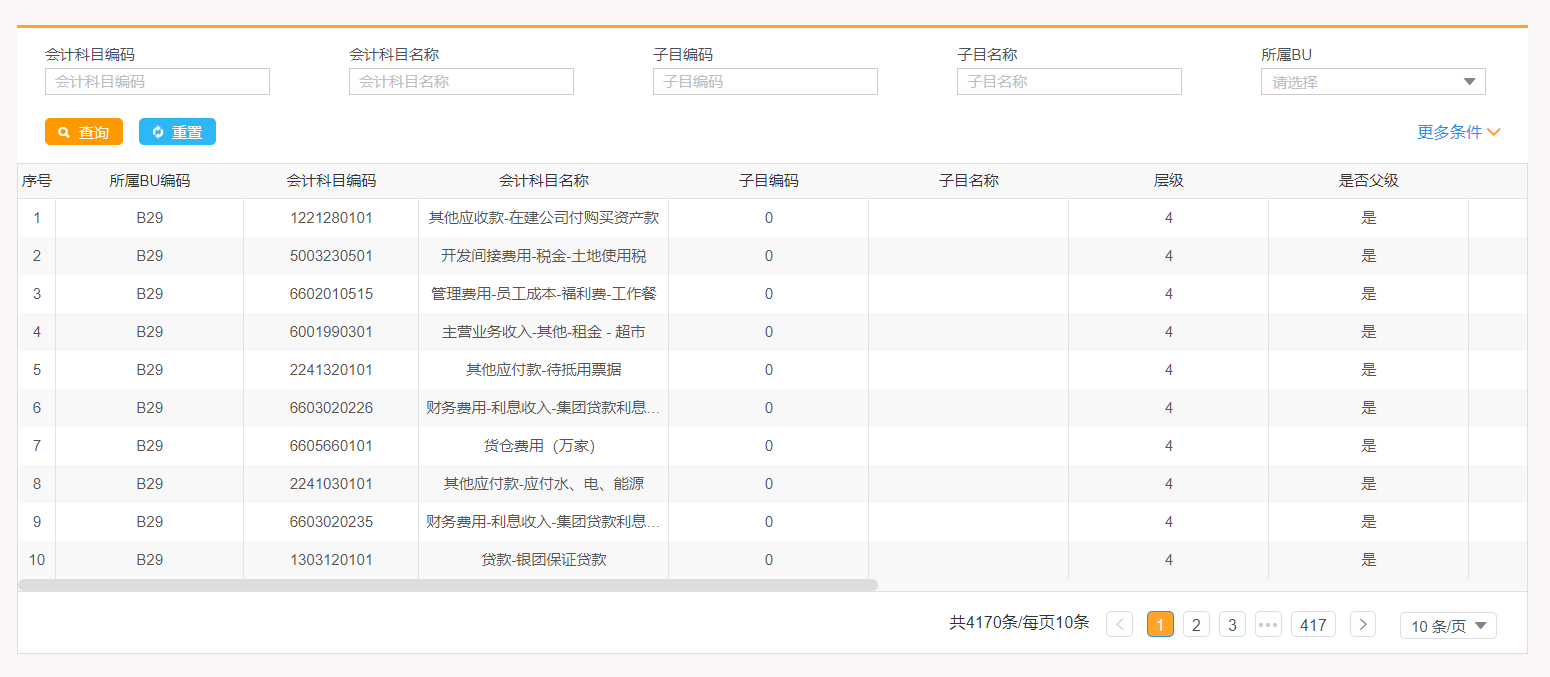 会计科目编码 会计科目名称 子目编码 子目名称 所属BU
会计科目编码 会计科目名称 子目编码 子目名称 请选择
查询 重置 更多条件
序号 所属BU编码 会计科目编码 会计科目名称 子目编码 子目名称 层级 是否父级
1 B29 1221280101 其他应收款-在建公司付购买资产款 0 4 是
2 B29 5003230501 开发间接费用-税金-土地使用税 0 4 是
3 B29 6602010515 管理费用-员工成本-福利费-工作餐 0 4 是
4 B29 6001990301 主营业务收入-其他-租金 - 超市 0 4 是
5 B29 2241320101 其他应付款-待抵用票据 0 4 是
6 B29 6603020226 财务费用-利息收入-集团贷款利息... 0 4 是
7 B29 6605660101 货仓费用（万家） 0 4 是
8 B29 2241030101 其他应付款-应付水、电、能源 0 4 是
9 B29 6603020235 财务费用-利息收入-集团贷款利息... 0 4 是
10 B29 1303120101 贷款-银团保证贷款 0 4 是
共4170条/每页10条 1 2 3 ••• 417 10 条/页